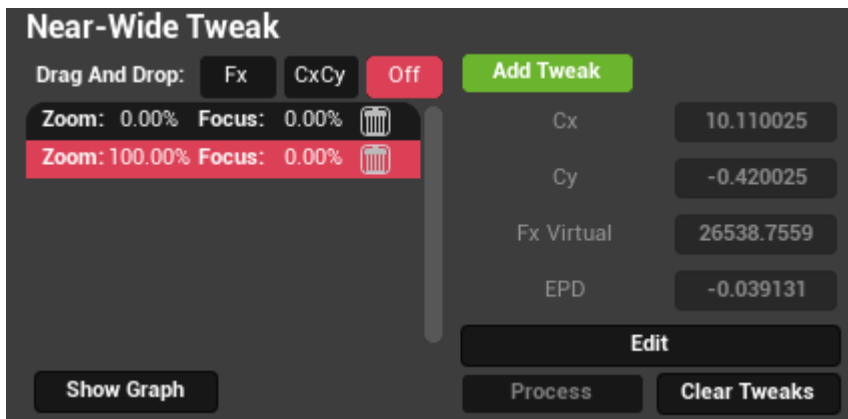 Near-Wide Tweak
Drag And Drop: Fx CxCy Off Add Tweak
Zoom: 0.00% Focus: 0.00%
Zoom: 100.00% Focus: 0.00%
Cx 10.110025
Cy -0.420025
Fx Virtual 26538.7559
EPD -0.039131
Edit
Show Graph Process Clear Tweaks